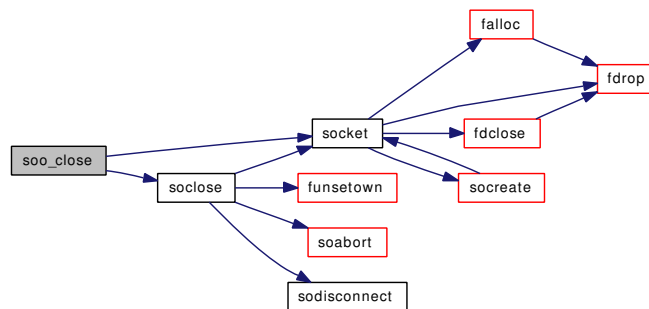 falloc
fdrop
socket
fdclose
soo_close
soclose
funsetown
socreate
soabort
sodisconnect